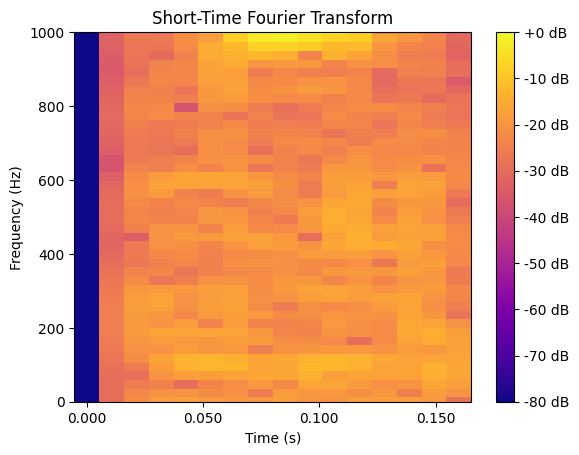 Short-Time Fourier Transform
1000
800
600
400
200
0
Frequency (Hz)
0.000
0.050
0.100
0.150
Time (s)
+0 dB
-10 dB
-20 dB
-30 dB
-40 dB
-50 dB
-60 dB
-70 dB
-80 dB